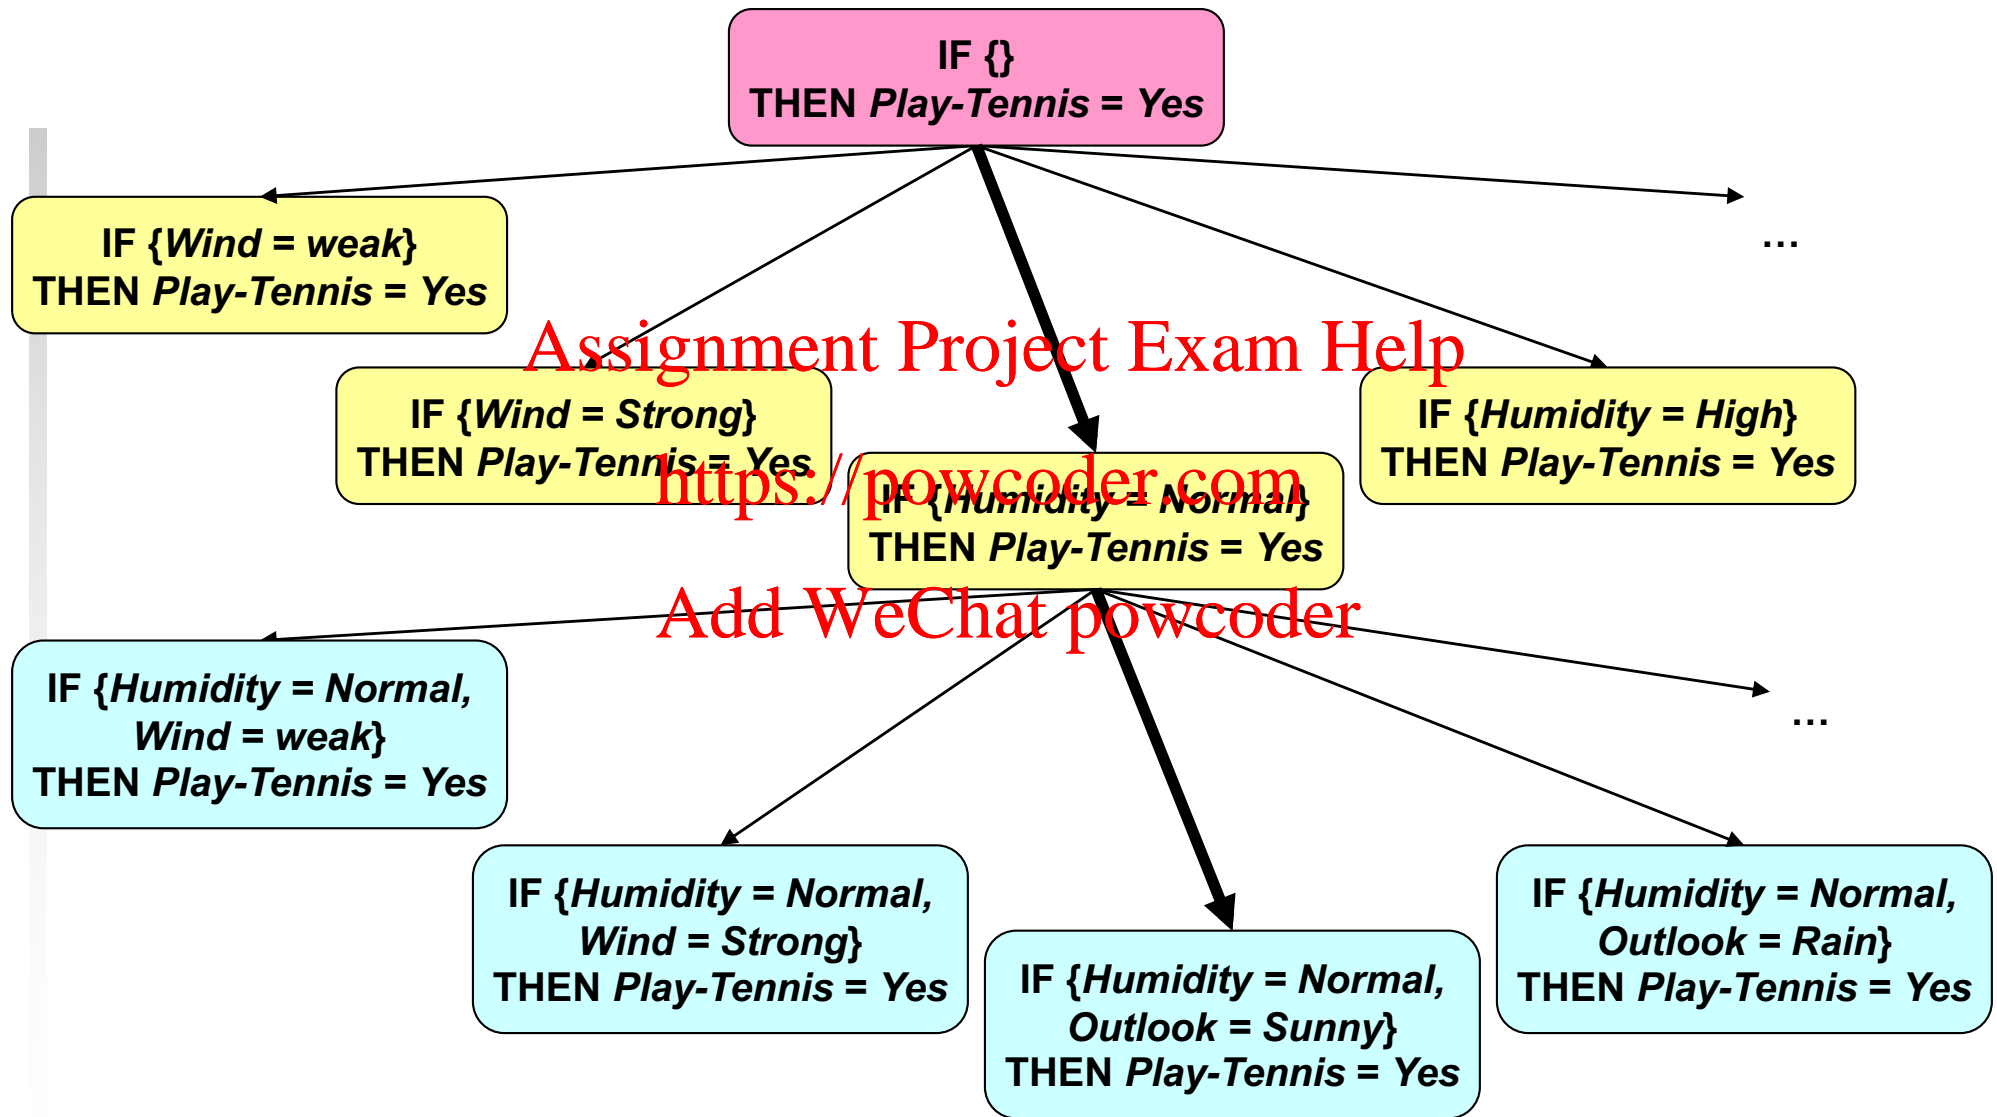 IF {}
THEN Play-Tennis = Yes
IF {Wind = weak}
THEN Play-Tennis = Yes
...
Assignment Project Exam Help
IF {Wind = Strong}
THEN Play-Tennis = Yes
IF {Humidity = High}
THEN Play-Tennis = Yes
https://powcoder.com
IF {Humidity = Normal}
THEN Play-Tennis = Yes
Add WeChat powcoder
IF {Humidity = Normal,
Wind = weak}
THEN Play-Tennis = Yes
...
IF {Humidity = Normal,
Wind = Strong}
THEN Play-Tennis = Yes
IF {Humidity = Normal,
Outlook = Sunny}
THEN Play-Tennis = Yes
IF {Humidity = Normal,
Outlook = Rain}
THEN Play-Tennis = Yes